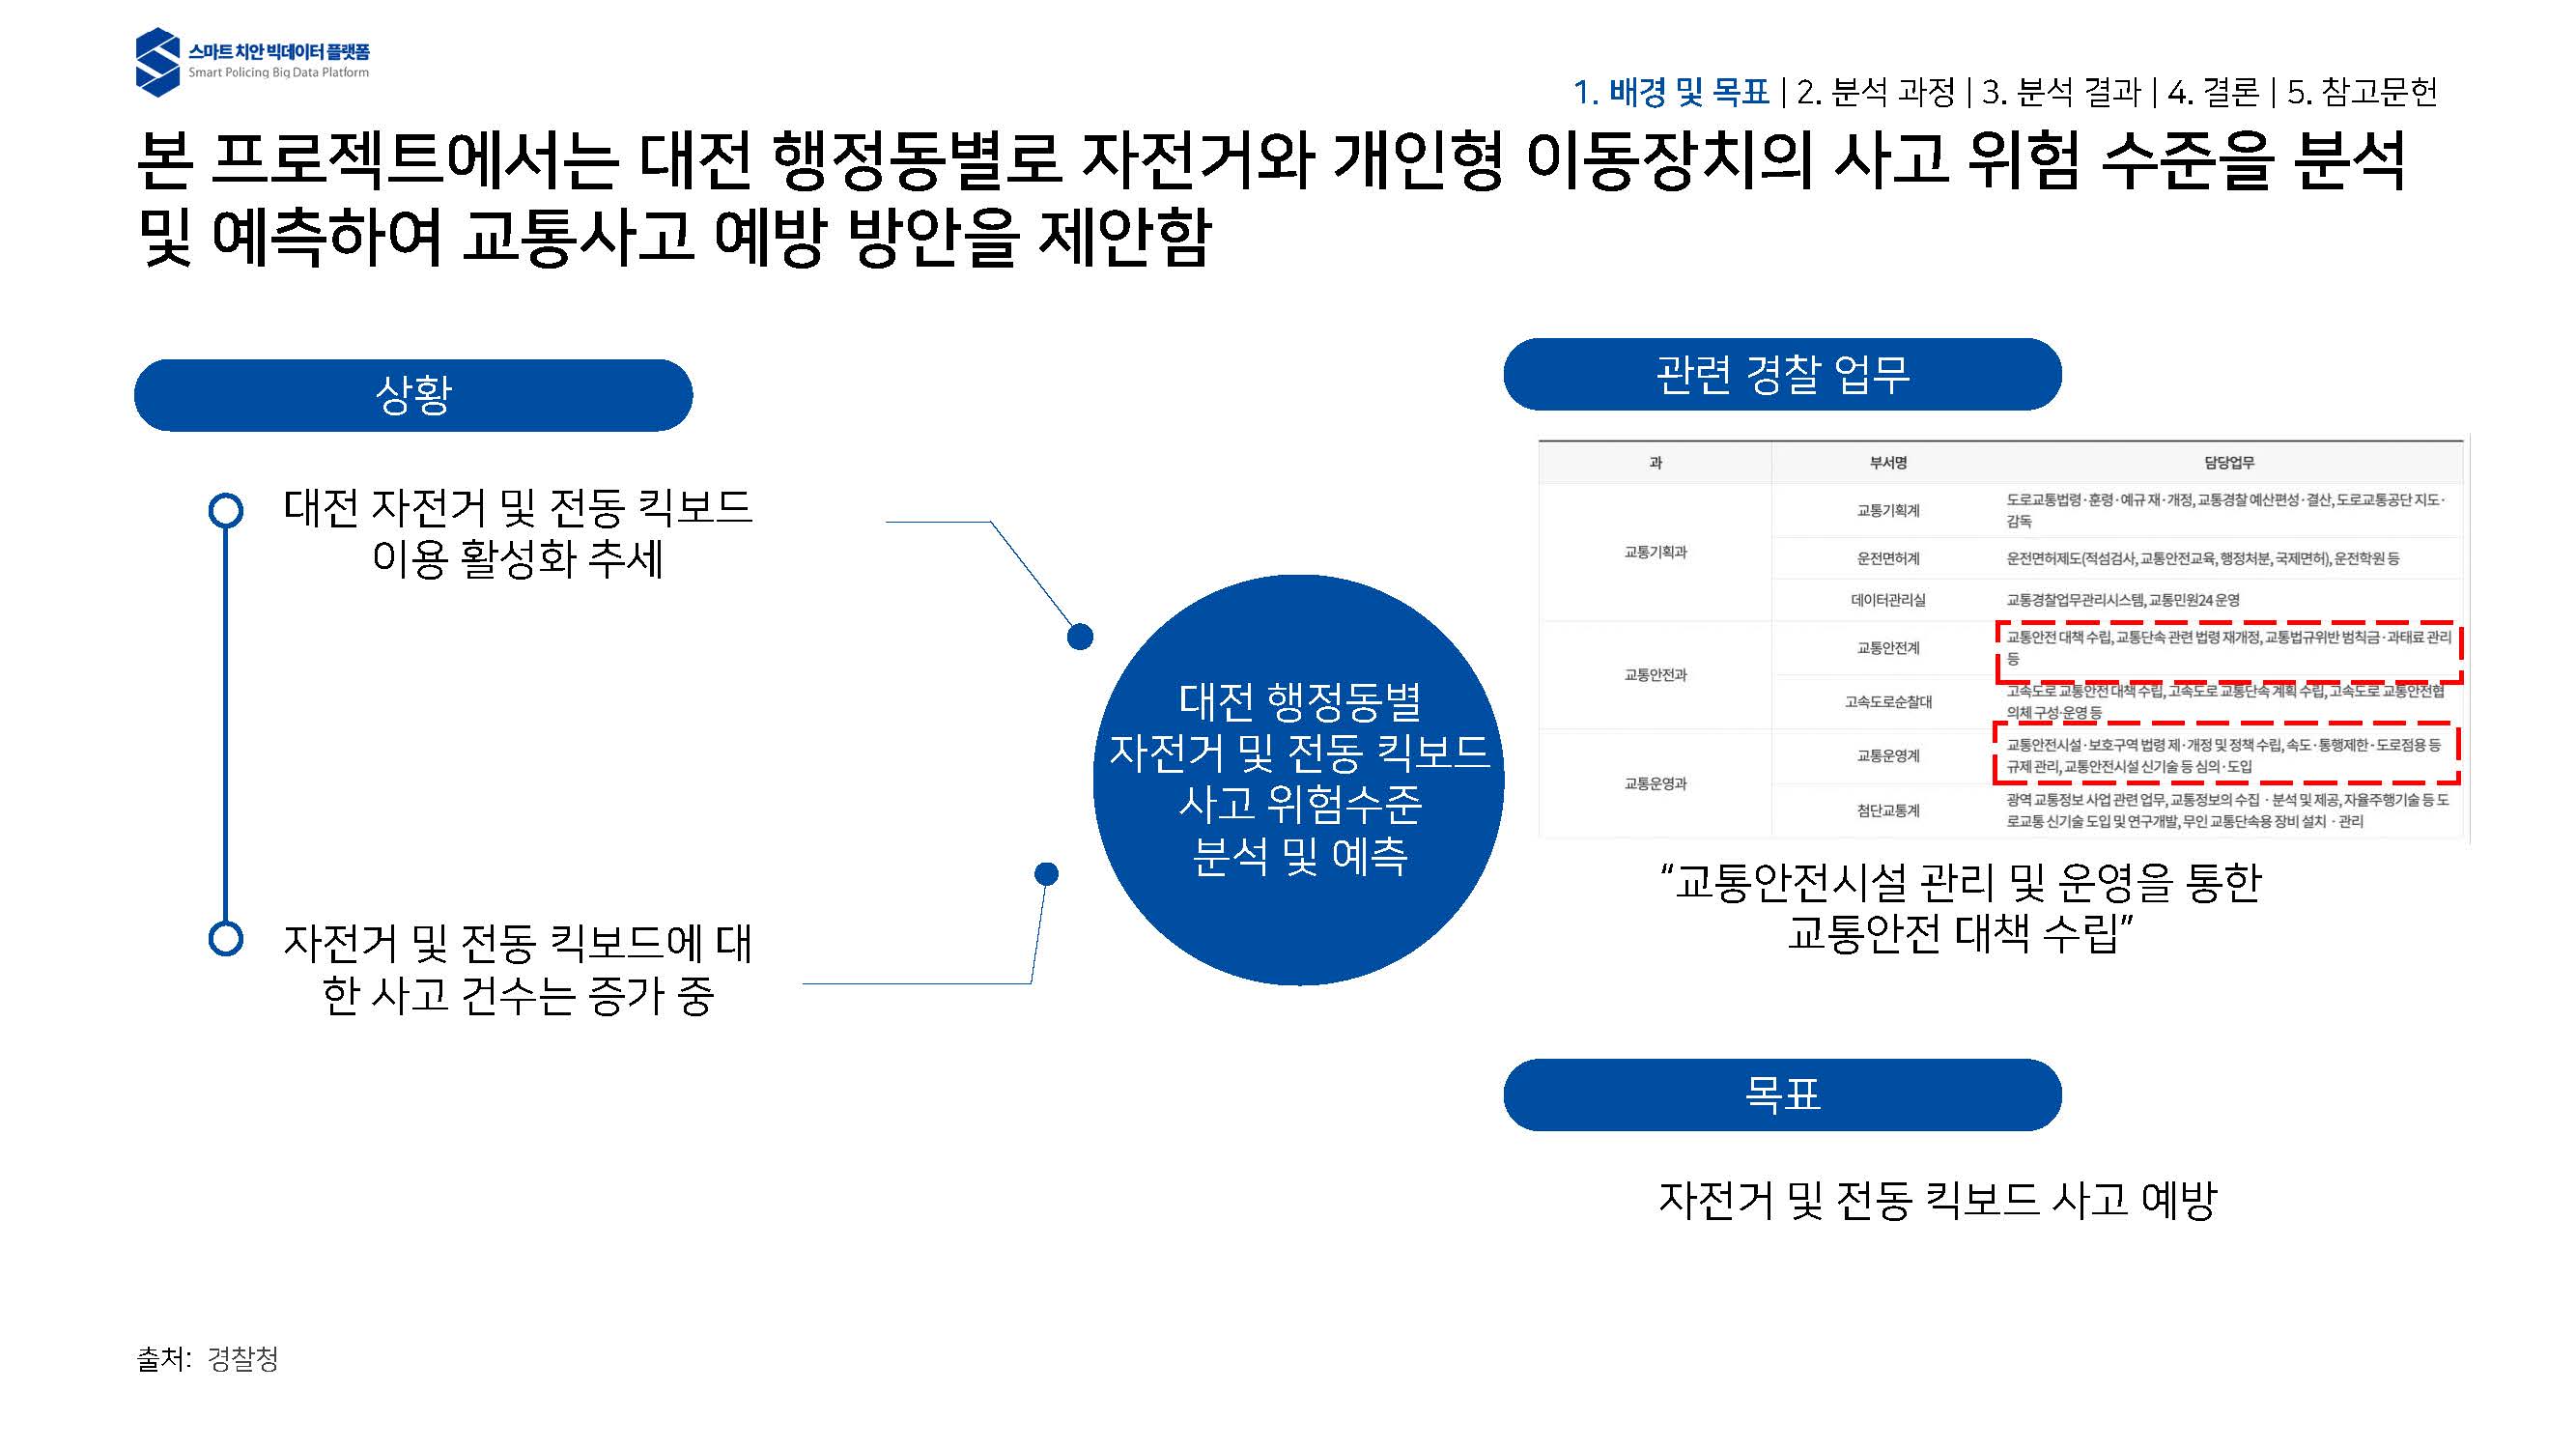 스마트 치안 빅데이터 플랫폼
Smart Policing Big Data Platform
1. 배경 및 목표 | 2. 분석 과정 | 3. 분석 결과 | 4. 결론 | 5. 참고문헌
본 프로젝트에서는 대전 행정동별로 자전거와 개인형 이동장치의 사고 위험 수준을 분석
및 예측하여 교통사고 예방 방안을 제안함
상황
대전 자전거 및 전동 킥보드
이용 활성화 추세
자전거 및 전동 킥보드에 대
한 사고 건수는 증가 중
대전 행정동별
자전거 및 전동 킥보드
사고 위험수준
분석 및 예측
관련 경찰 업무
과 부서명 담당업무
교통기획과
교통기획계
도로교통법령·훈령·예규 재·개정, 교통경찰 예산편성·결산, 도로교통공단 지도·
감독
운전면허계
운전면허제도(적성검사, 교통안전교육, 행정처분, 국제면허), 운전학원 등
데이터관리실
교통경찰업무관리시스템, 교통민원24 운영
교통안전과
교통안전계
교통안전 대책 수립, 교통단속 관련 법령 재개정, 교통법규위반 범칙금·과태료 관리
등
고속도로순찰대
고속도로 교통안전 대책 수립, 고속도로 교통단속 계획 수립, 고속도로 교통안전협
의체 구성·운영 등
교통운영과
교통운영계
교통안전시설·보호구역 법령 제·개정 및 정책 수립, 속도·통행제한·도로점용 등
규제 관리, 교통안전시설 신기술 등 심의·도입
첨단교통계
광역 교통정보 사업 관련 업무, 교통정보의 수집ㆍ분석 및 제공, 자율주행기술 등 도
로교통 신기술 도입 및 연구개발, 무인 교통단속용 장비 설치ㆍ관리
“교통안전시설 관리 및 운영을 통한
교통안전 대책 수립”
목표
자전거 및 전동 킥보드 사고 예방
출처: 경찰청